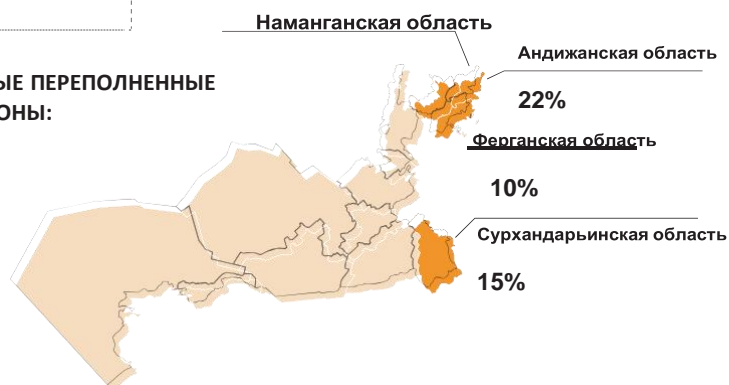 Наманганская область
Андижанская область
ЫЕ ПЕРЕПОЛНЕННЫЕ
ОНЫ:
22%
Ферганская область
10%
Сурхандарьинская область
15%